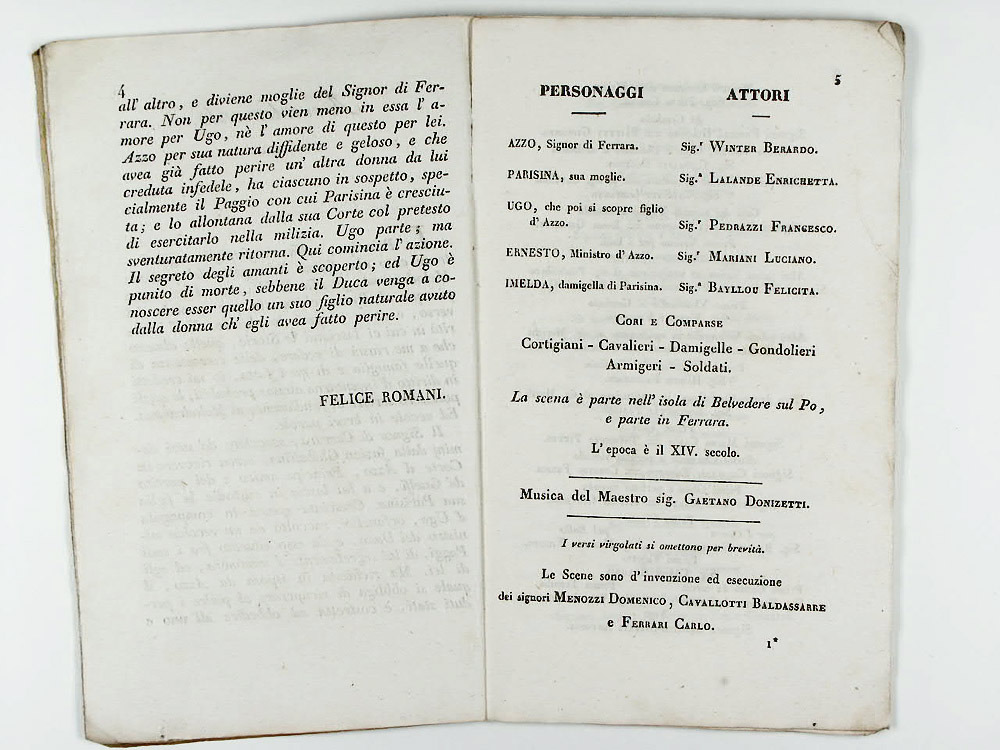 4
all' altro, e diviene moglie del Signor di Fer-
rara. Non per questo vien meno in essa l' a-
more per Ugo, nè l' amore di questo per lei.
Azzo per sua natura diffidente e geloso, e che
avea già fatto perire un' altra donna da lui
creduta infedele, ha ciascuno in sospetto, spe-
cialmente il Paggio con cui Parisina è cresciu-
ta; e lo allontana dalla sua Corte col pretesto
di esercitarlo nella milizia. Ugo parte; ma
sventuratamente ritorna. Qui comincia l' azione.
Il segreto degli amanti è scoperto; ed Ugo è
punito di morte, sebbene il Duca venga a co-
noscere esser quello un suo figlio naturale avuto
dalla donna ch' egli avea fatto perire.
FELICE ROMANI.
5
PERSONAGGI ATTORI
AZZO, Signor di Ferrara. Sig.r WINTER BERARDO.
PARISINA, sua moglie. Sig.a LALANDE ENRICHETTA.
UGO, che poi si scopre figlio
d' Azzo. Sig.r PEDRAZZI FRANGESCO.
ERNESTO, Ministro d' Azzo. Sig.r MARIANI LUCIANO.
IMELDA, damigella di Parisina. Sig.a BAYLLOU FELICITA.
CORI E COMPARSE
Cortigiani - Cavalieri - Damigelle - Gondolieri
Armigeri - Soldati.
La scena è parte nell' isola di Belvedere sul Po,
e parte in Ferrara.
L' epoca è il XIV. secolo.
Musica del Maestro sig. GAETANO DONIZETTI.
I versi virgolati si omettono per brevità.
Le Scene sono d' invenzione ed esecuzione
dei signori MENOZZI DOMENICO, CAVALLOTTI BALDASSARRE
e FERRARI CARLO.
1*